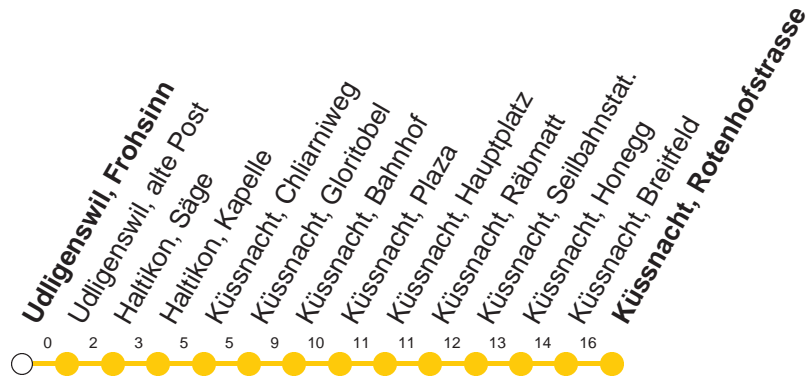 Udligenswil, Frohsinn
Udligenswil, alte Post
Haltikon, Säge
Haltikon, Kapelle
Küssnacht, Chliarniweg
Küssnacht, Gloritobel
Küssnacht, Bahnhof
Küssnacht, Plaza
Küssnacht, Hauptplatz
Küssnacht, Räbmatt
Küssnacht, Seilbahnstat.
Küssnacht, Honegg
Küssnacht, Breitfeld
Küssnacht, Rotenhofstrasse
0 2 3 5 5 9 10 11 11 12 13 14 16